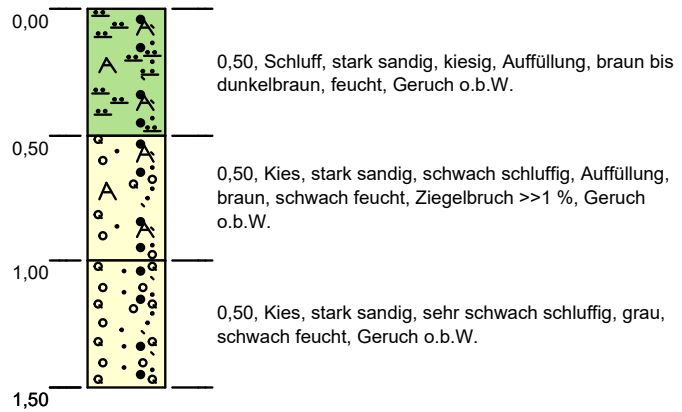 0,00
0,50, Schluff, stark sandig, kiesig, Auffüllung, braun bis
dunkelbraun, feucht, Geruch o.b.W.
0,50
0,50, Kies, stark sandig, schwach schluffig, Auffüllung,
braun, schwach feucht, Ziegelbruch >>1 %, Geruch
o.b.W.
1,00
0,50, Kies, stark sandig, sehr schwach schluffig, grau,
schwach feucht, Geruch o.b.W.
1,50